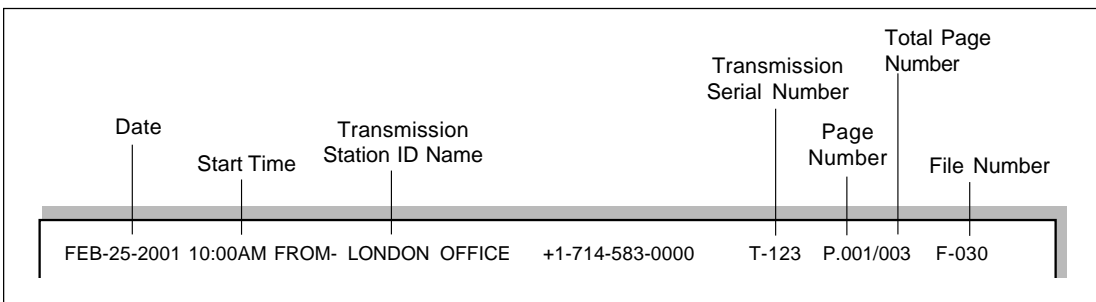 Total Page
Number
Transmission
Serial Number
Page
Number
Date
Transmission
Station ID Name
Start Time
File Number
FEB-25-2001 10:00AM FROM- LONDON OFFICE +1-714-583-0000 T-123 P.001/003 F-030